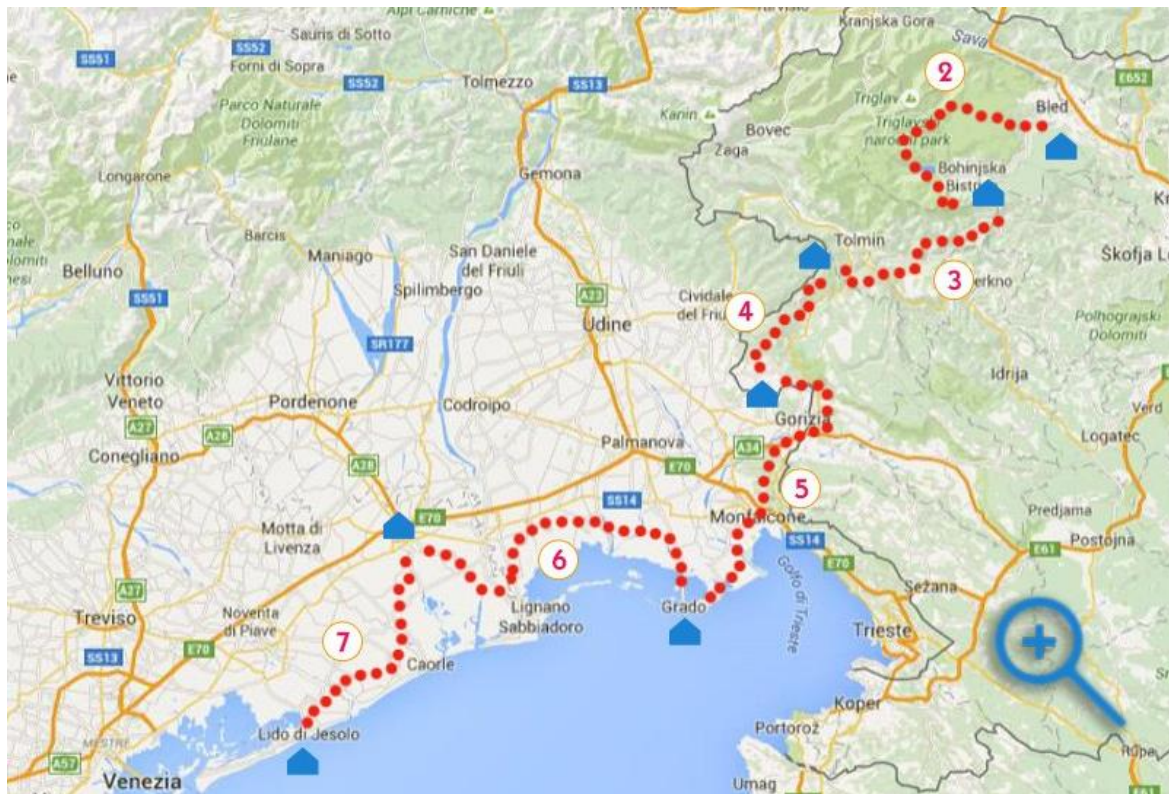 Alpi Carniche
Kranjska Gora
Sauris di Sotto
SS52
SS51
Forni di Sopra
SS52
Tolmezzo
SS13
Sava
E652
2
Triglav
Kanin
Parco Naturale
Dolomiti
Friulane
Bovec
Žaga
Bled
Bohinjska
Longarone
Gemona
Barcis
Maniago
San Daniele
del Friuli
Tolmin
Škofja
Belluno
SS51
Spilimbergo
A23
Cividale
3
4
Udine
Polhograjski
Dolomiti
SR177
Idrija
Vittorio
Veneto
Pordenone
Codroipo
A27
A28
Gorizia
Logatec
Conegliano
Palmanova
A34
A28
E70
5
SS14
Motta di
Livenza
E70
Monfalcone
Predjama
Postojna
SS14
E61
6
E70
A27
Treviso
Noventa
di Piave
Lignano
Sabbiadoro
Grado
Golfo di Trieste
Sežana
7
Trieste
SS13
E70
Caorle
Koper
Lido di Jesolo
Portorož
MESTRE
A57
Venezia
Umag
Rupa
E61